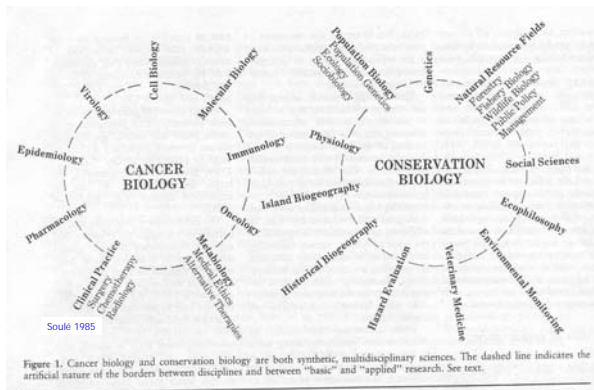 Cell Biology
Molecular Biology
Immunology
Oncology
Metabiology
Medical Ethics
Alternative Therapies
Clinical Practice
Surgery
Chemotherapy
Radiology
Pharmacology
Epidemiology
Virology
CANCER
BIOLOGY
Population Biology
Population Genetics
Ecology
Sociobiology
Genetics
Natural Resource Fields
Forestry
Fishery Biology
Wildlife Biology
Public Policy
Management
Social Sciences
Ecophilosophy
Environmental Monitoring
Veterinary Medicine
Hazard Evaluation
Historical Biogeography
Island Biogeography
Physiology
CONSERVATION
BIOLOGY
Soulé 1985
Figure 1. Cancer biology and conservation biology are both synthetic, multidisciplinary sciences. The dashed line indicates the
artificial nature of the borders between disciplines and between "basic" and "applied" research. See text.